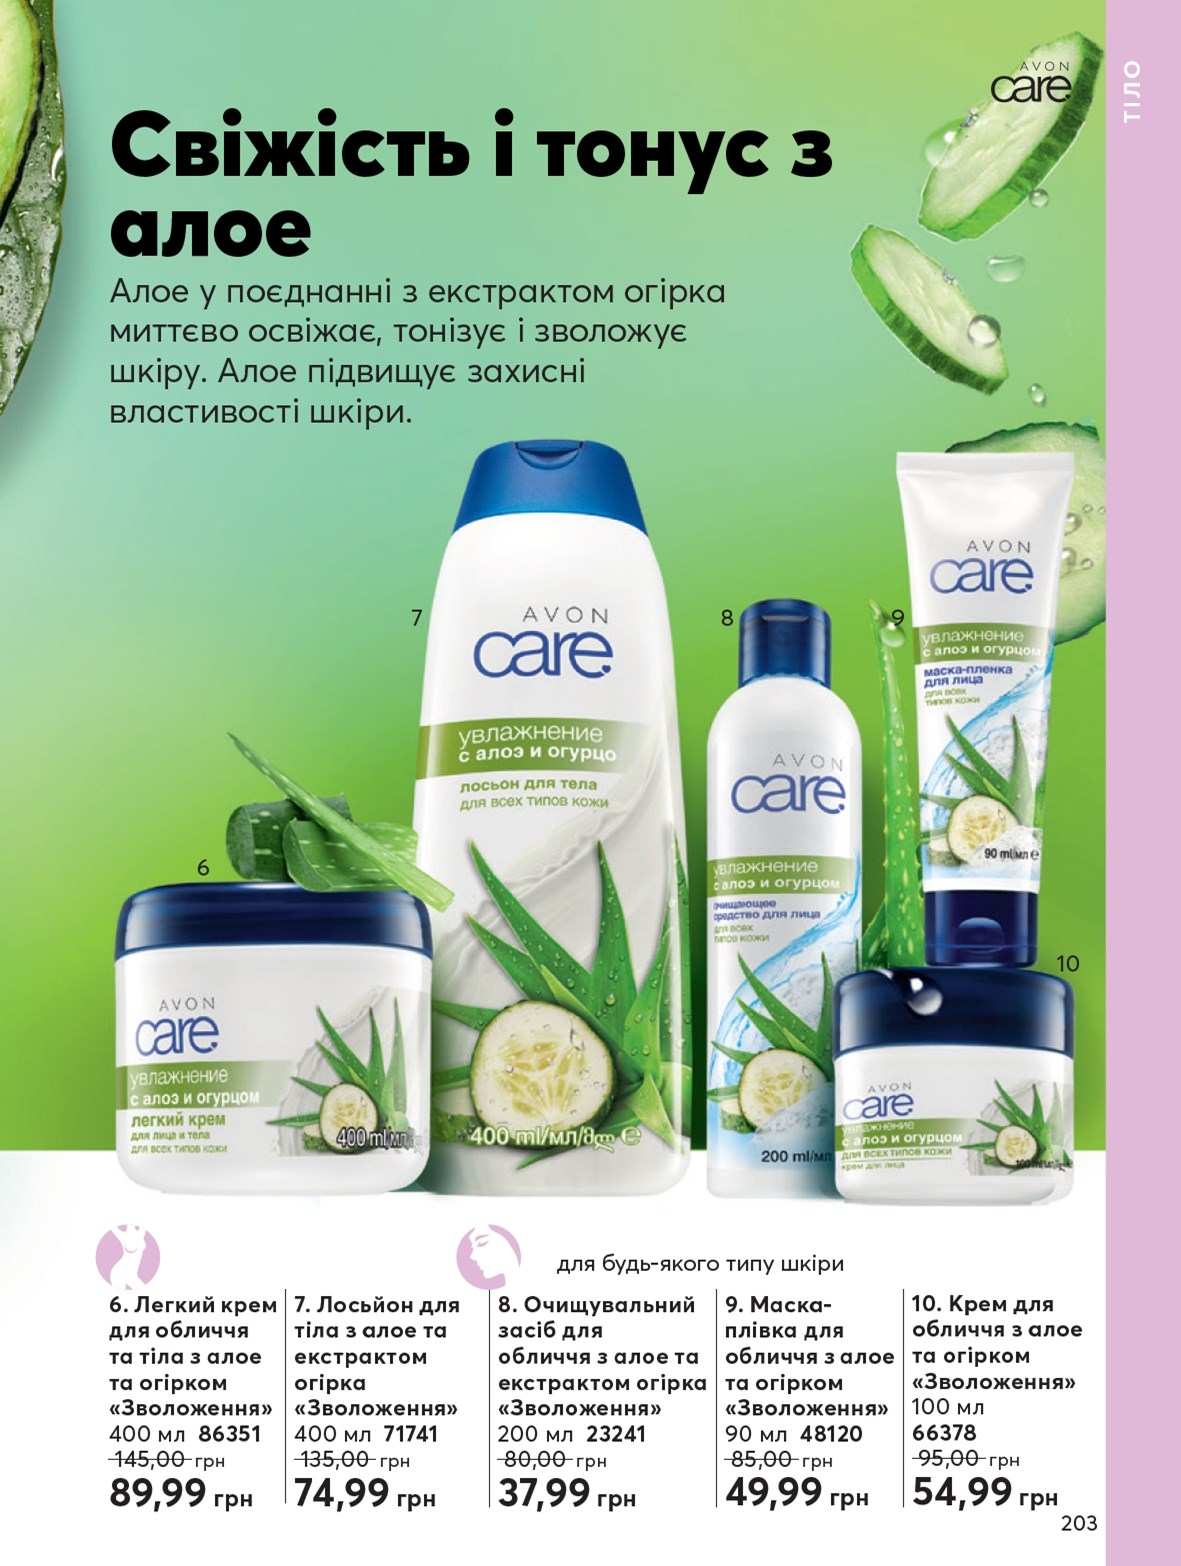 AVON
care
ТІЛО
Свіжість і тонус з
алое
Алое у поєднанні з екстрактом огірка
миттєво освіжає, тонізує і зволожує
шкіру. Алое підвищує захисні
властивості шкіри.
7
AVON
care
увлажнение
с алоэ и огурцо
лосьон для тела
для всех типов кожи
400 ml/мл/
8
AVON
care
увлажнение
с алоэ и огурцом
очищающее
средство для лица
для всех
типов кожи
200 ml/мл
9
AVON
care
увлажнение
с алоэ и огурцом
маска-пленка
для лица
для всех
типов кожи
90 ml/мл e
6
AVON
care
увлажнение
с алоэ и огурцом
легкий крем
для лица и тела
для всех типов кожи
400 ml/мл/
10
AVON
care
увлажнение
с алоэ и огурцом
для всех типов кожи
крем для лица
для будь-якого типу шкіри
6. Легкий крем
для обличчя
та тіла з алое
та огірком
«Зволоження»
400 мл 86351
145,00 грн
89,99 грн
7. Лосьйон для
тіла з алое та
екстрактом
огірка
«Зволоження»
400 мл 71741
135,00 грн
74,99 грн
8. Очищувальний
засіб для
обличчя з алое та
екстрактом огірка
«Зволоження»
200 мл 23241
80,00 грн
37,99 грн
9. Маска-
плівка для
обличчя з алое
та огірком
«Зволоження»
90 мл 48120
85,00 грн
49,99 грн
10. Крем для
обличчя з алое
та огірком
«Зволоження»
100 мл
66378
95,00 грн
54,99 грн
203